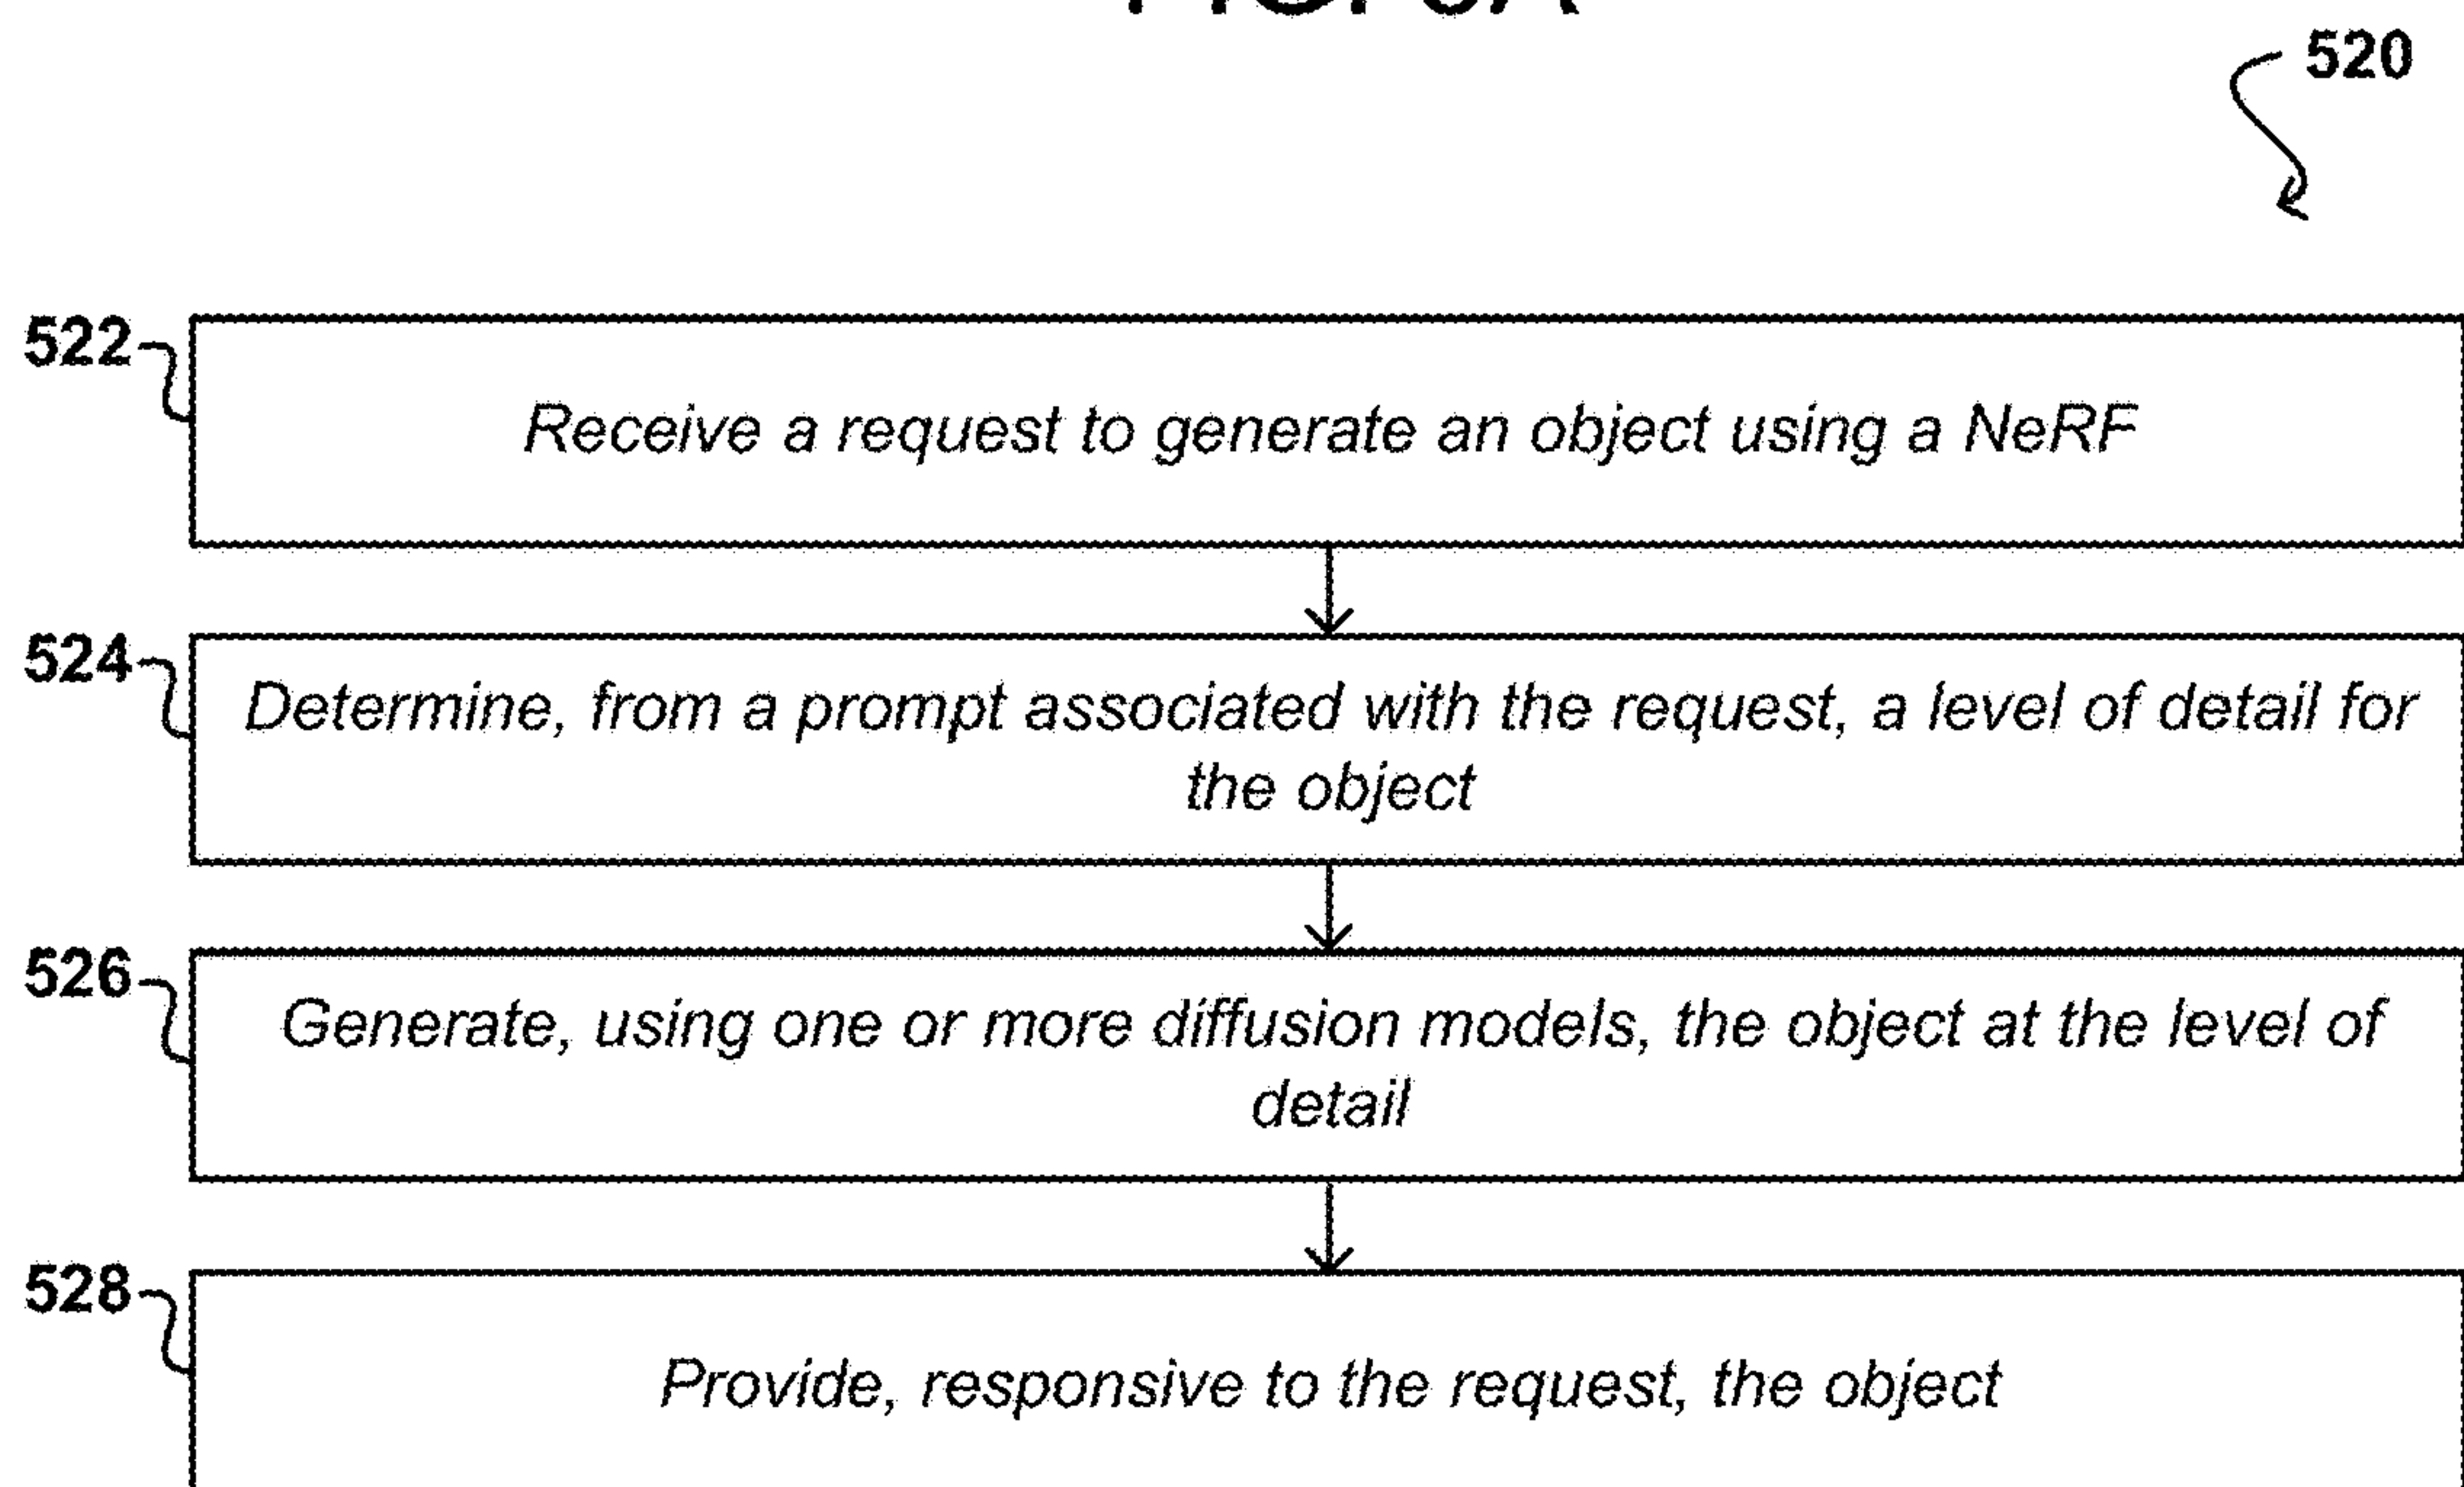 520
522
Receive a request to generate an object using a NeRF
524
Determine, from a prompt associated with the request, a level of detail for
the object
526
Generate, using one or more diffusion models, the object at the level of
detail
528
Provide, responsive to the request, the object